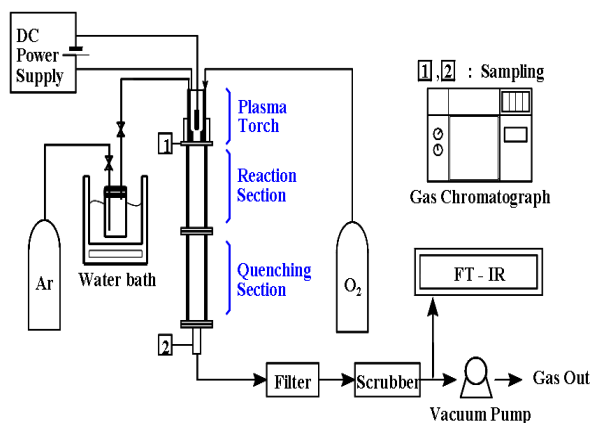 DC
Power
Supply
Plasma
Torch
1 , 2 : Sampling
1
Reaction
Section
Gas Chromatograph
Water bath
Quenching
Section
Ar
O2
FT - IR
2
Filter
Scrubber
Gas Out
Vacuum Pump